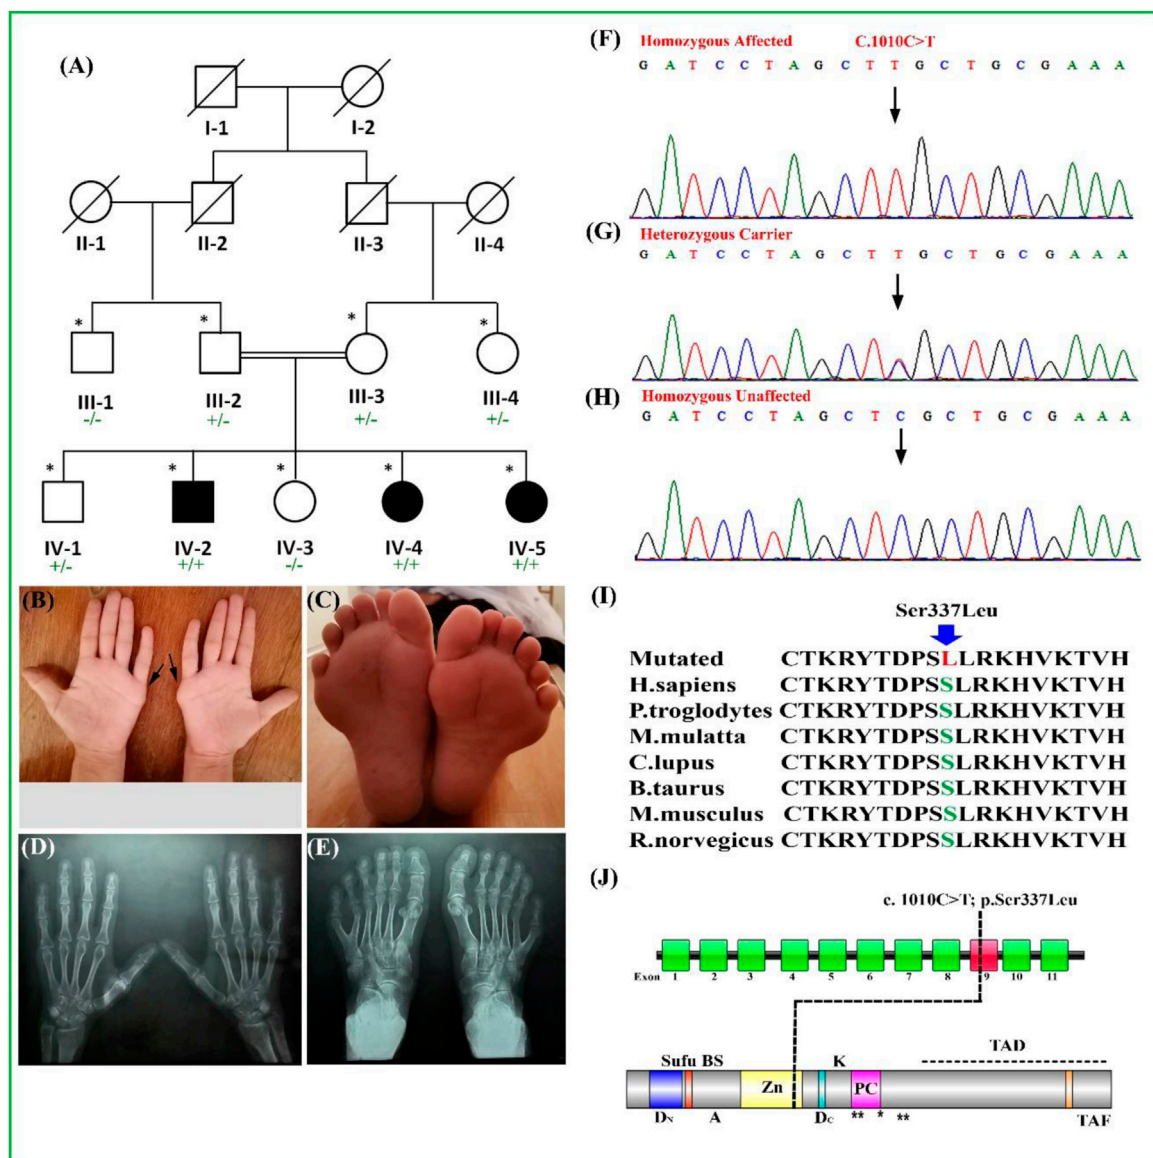 (A)
I-1 I-2
II-1 II-2 II-3 II-4
* * * *
III-1 III-2 III-3 III-4
-/- +/- +/- +/-
* * * * *
IV-1 IV-2 IV-3 IV-4 IV-5
+/- +/+ -/- +/+ +/+
(B)
(C)
(D)
(E)
(F)
Homozygous Affected C.1010C>T
G A T C C T A G C T T G C T G C G A A A
(G)
Heterozygous Carrier
G A T C C T A G C T T G C T G C G A A A
(H)
Homozygous Unaffected
G A T C C T A G C T C G C T G C G A A A
(I)
Ser337Leu
Mutated CTKRYTDPSLLRKHVKTVH
H.sapiens CTKRYTDPSSLRKHVKTVH
P.troglodytes CTKRYTDPSSLRKHVKTVH
M.mulatta CTKRYTDPSSLRKHVKTVH
C.lupus CTKRYTDPSSLRKHVKTVH
B.taurus CTKRYTDPSSLRKHVKTVH
M.musculus CTKRYTDPSSLRKHVKTVH
R.norvegicus CTKRYTDPSSLRKHVKTVH
(J)
c. 1010C>T; p.Ser337Leu
Exon 1 2 3 4 5 6 7 8 9 10 11
Sufu BS K TAD
Zn PC
DN A DC ** * ** TAF